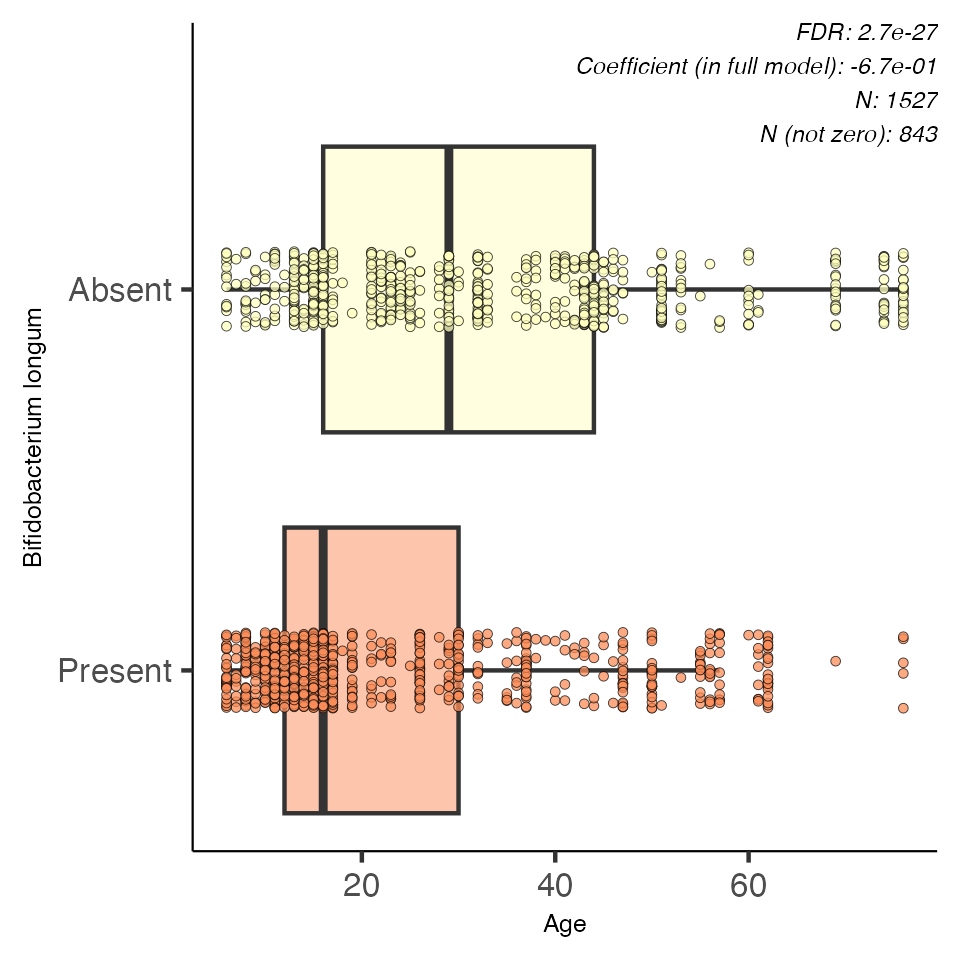 FDR: 2.7e-27
Coefficient (in full model): -6.7e-01
N: 1527
N (not zero): 843
Bifidobacterium longum
Absent
Present
20 40 60
Age